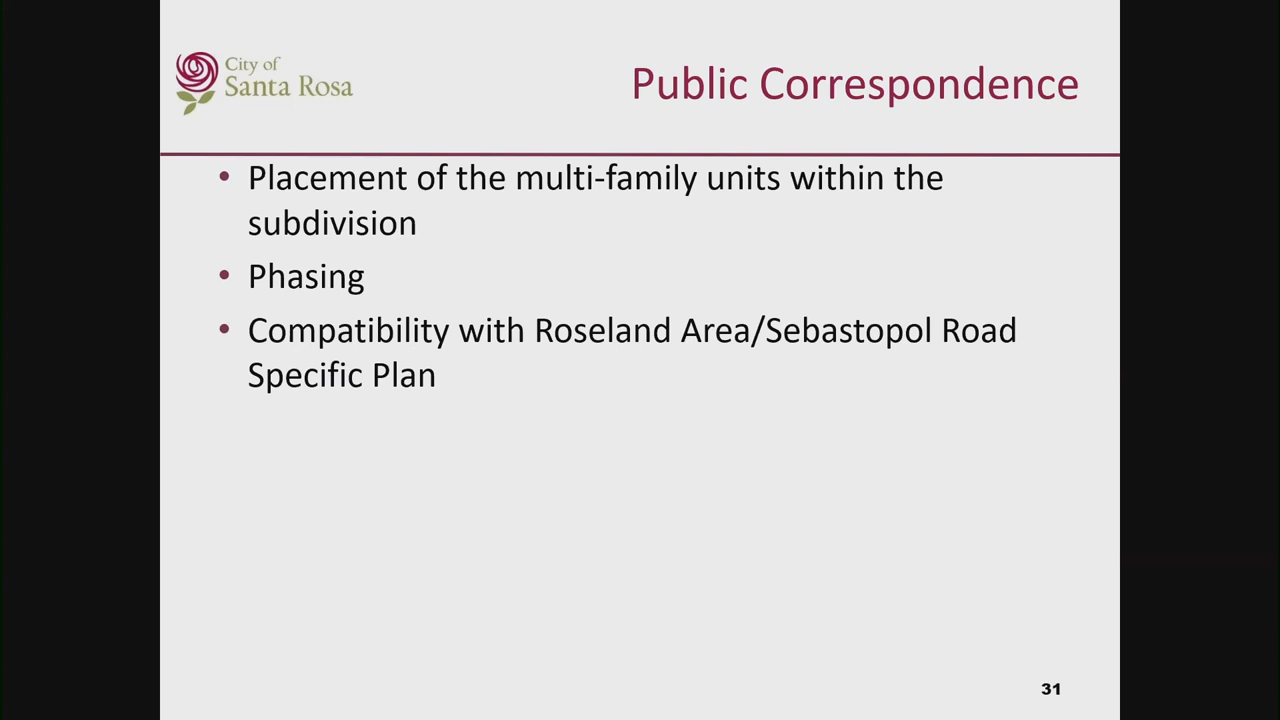 City of
Santa Rosa
Public Correspondence
• Placement of the multi-family units within the
subdivision
• Phasing
• Compatibility with Roseland Area/Sebastopol Road
Specific Plan
31